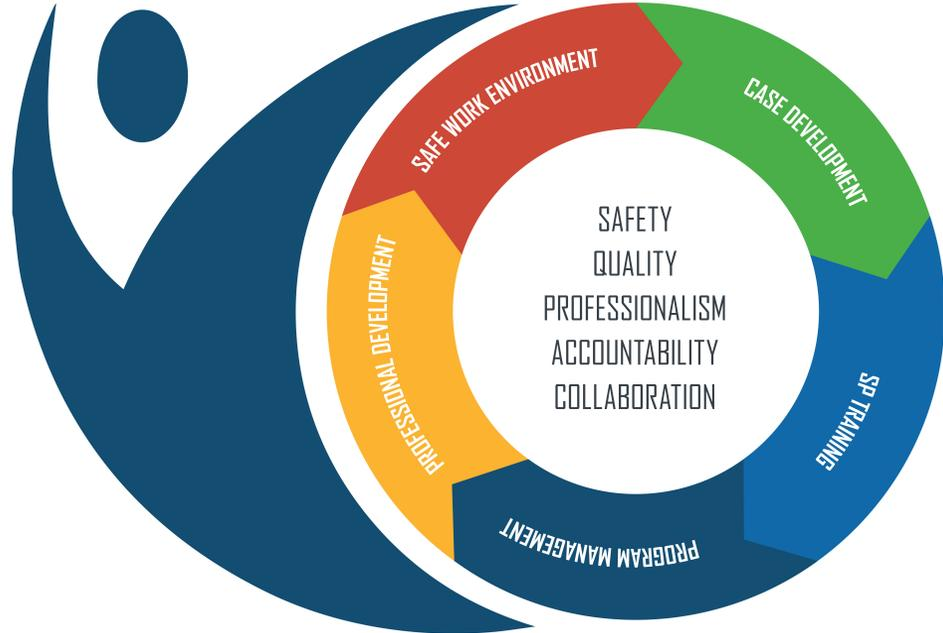 SAFE WORK ENVIRONMENT
CASE DEVELOPMENT
SP TRAINING
PROGRAM MANAGEMENT
PROFESSIONAL DEVELOPMENT
SAFETY
QUALITY
PROFESSIONALISM
ACCOUNTABILITY
COLLABORATION